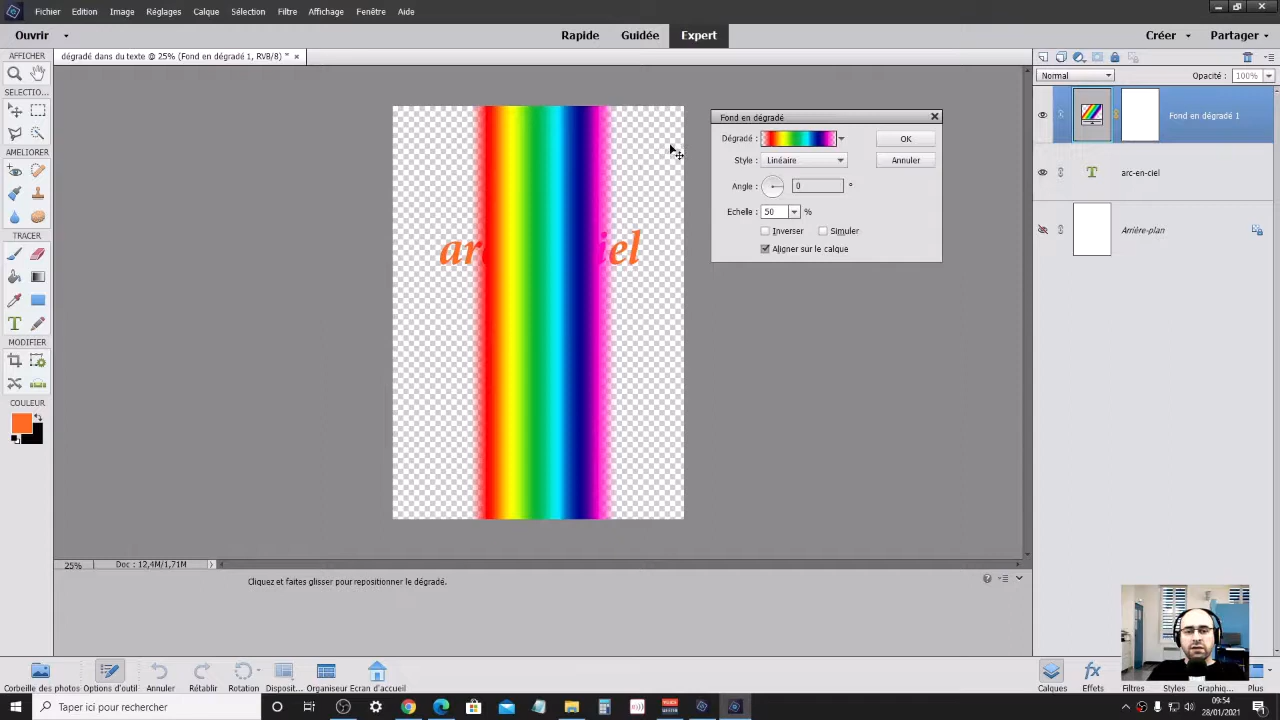 Fichier Edition Image Réglages Calque Sélection Filtre Affichage Fenêtre Aide
Ouvrir
Rapide Guidée Expert
Créer Partager
AFFICHER
dégradé dans du texte @ 25% (Fond en dégradé 1, RVB/8) * ×
SELECTIO...
AMELIORER
TRACER
MODIFIER
COULEUR
Normal
Opacité : 100%
Fond en dégradé 1
arc-en-ciel
Arrière-plan
Fond en dégradé
Dégradé :
OK
Style : Linéaire
Annuler
Angle : 0 °
Echelle : 50 %
Inverser Simuler
Aligner sur le calque
iel
25% Doc : 12,4M/1,71M
Cliquez et faites glisser pour repositionner le dégradé.
Corbeille des photos Options d'outil Annuler Rétablir Rotation Disposit... Organiseur Ecran d'accueil
Calques Effets Filtres Styles Graphiq... Plus
Taper ici pour rechercher
09:54
28/01/2021